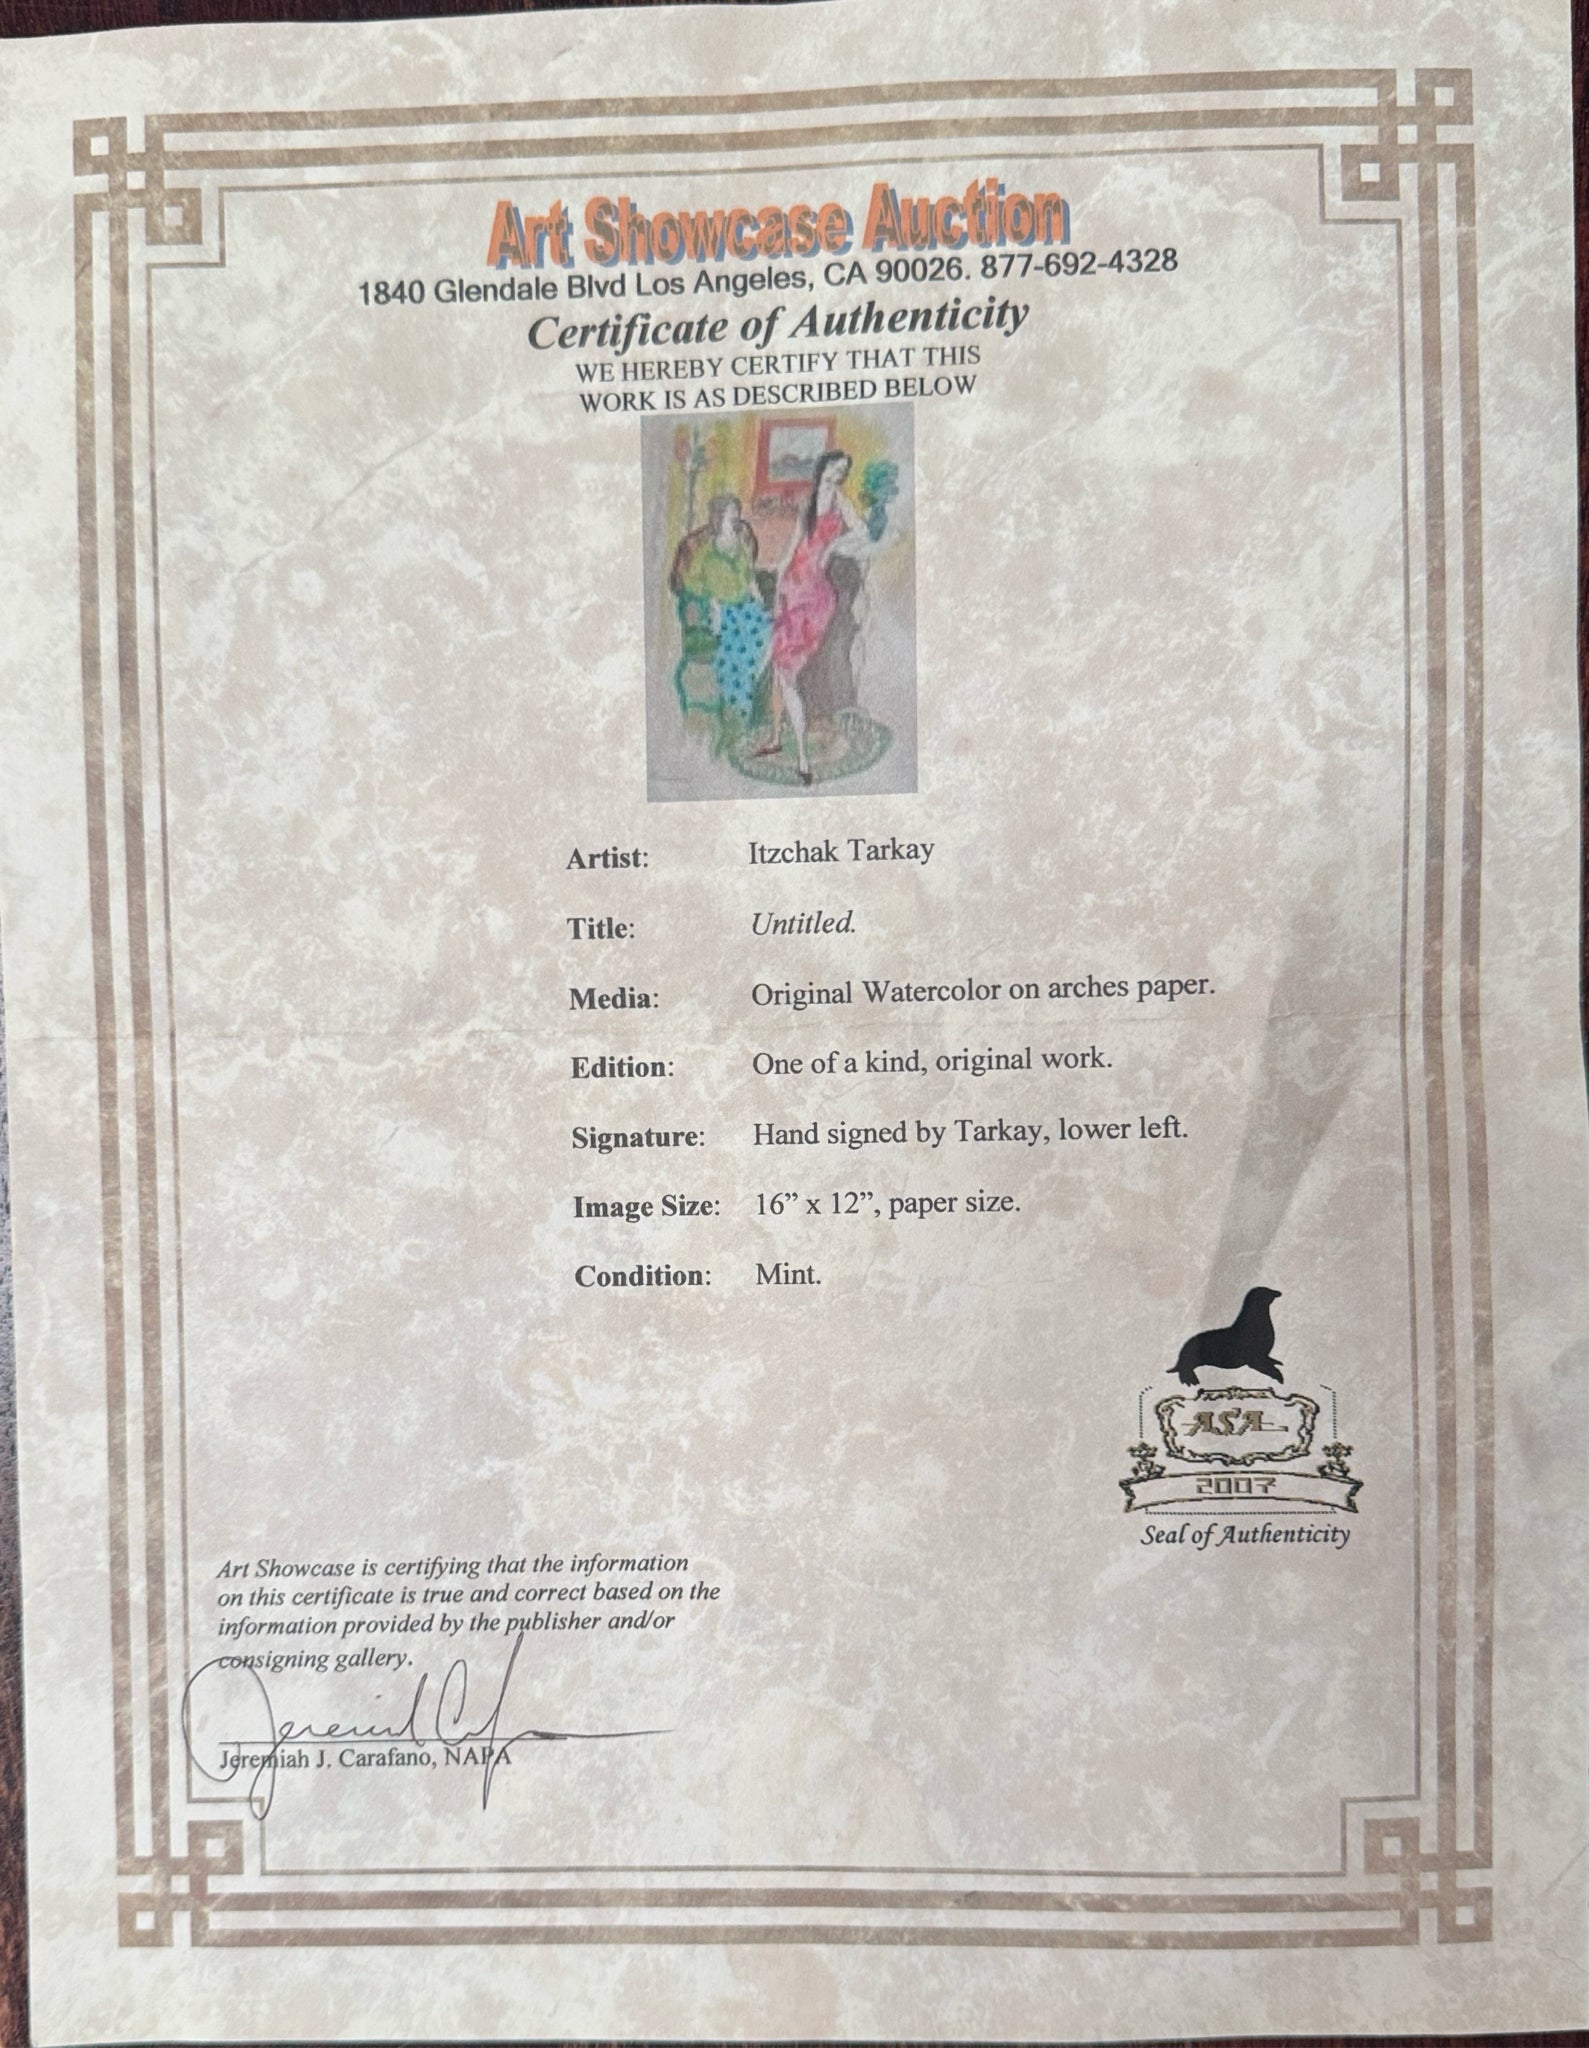 Art Showcase Auction
1840 Glendale Blvd Los Angeles, CA 90026. 877-692-4328
Certificate of Authenticity
WE HEREBY CERTIFY THAT THIS
WORK IS AS DESCRIBED BELOW
Artist: Itzchak Tarkay
Title: Untitled.
Media: Original Watercolor on arches paper.
Edition: One of a kind, original work.
Signature: Hand signed by Tarkay, lower left.
Image Size: 16” x 12”, paper size.
Condition: Mint.
ASA
2007
Seal of Authenticity
Art Showcase is certifying that the information
on this certificate is true and correct based on the
information provided by the publisher and/or
consigning gallery.
Jeremiah J. Carafano, NAPA